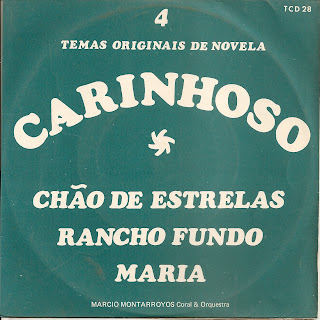 4
TCD 28
TEMAS ORIGINAIS DE NOVELA
CARINHOSO
CHÃO DE ESTRELAS
RANCHO FUNDO
MARIA
MARCIO MONTARROYOS Coral & Orquestra